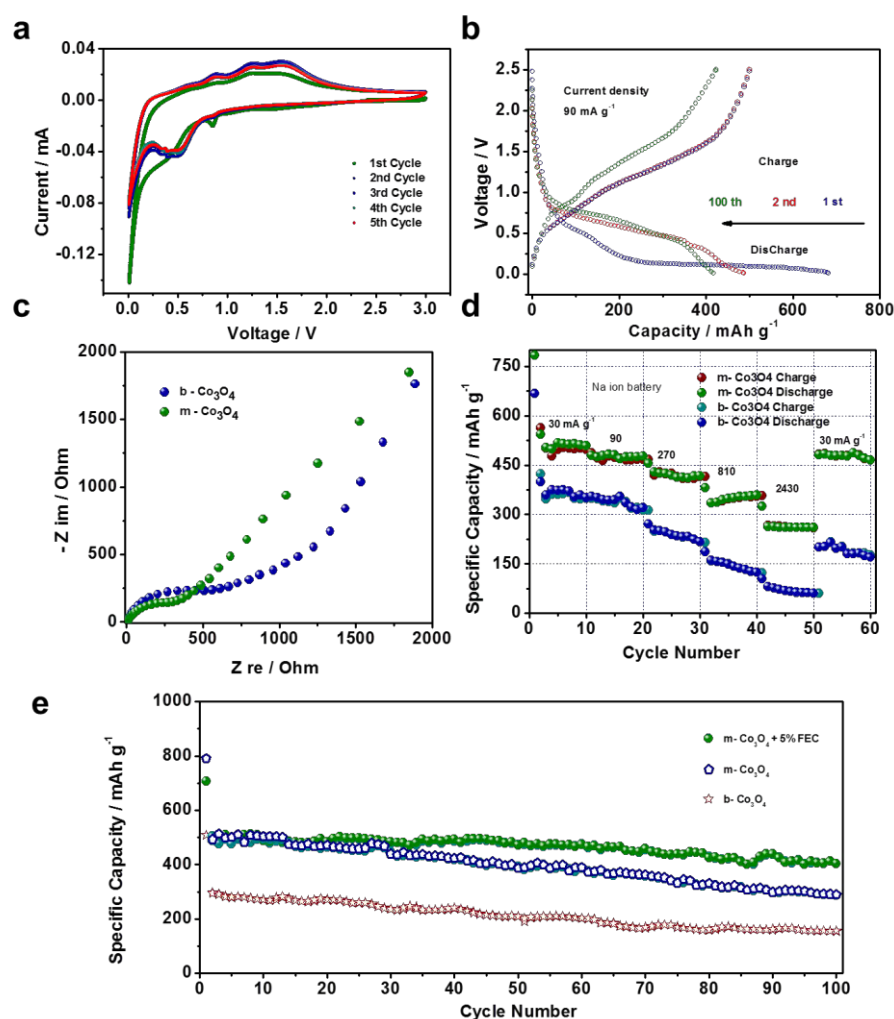 a
0.04
0.00
-0.04
-0.08
-0.12
Current / mA
1st Cycle
2nd Cycle
3rd Cycle
4th Cycle
5th Cycle
0.0 0.5 1.0 1.5 2.0 2.5 3.0
Voltage / V
b
2.5
2.0
1.5
1.0
0.5
0.0
Voltage / V
Current density
90 mA g⁻¹
Charge
100 th 2 nd 1 st
DisCharge
0 200 400 600 800
Capacity / mAh g⁻¹
c
2000
1500
1000
500
0
- Z im / Ohm
b - Co₃O₄
m - Co₃O₄
0 500 1000 1500 2000
Z re / Ohm
d
750
600
450
300
150
0
Specific Capacity / mAh g⁻¹
Na ion battery
m- Co3O4 Charge
m- Co3O4 Discharge
b- Co3O4 Charge
b- Co3O4 Discharge
30 mA g⁻¹
90
270
810
2430
30 mA g⁻¹
0 10 20 30 40 50 60
Cycle Number
e
1000
800
600
400
200
0
Specific Capacity / mAh g⁻¹
m- Co₃O₄ + 5% FEC
m- Co₃O₄
b- Co₃O₄
0 10 20 30 40 50 60 70 80 90 100
Cycle Number